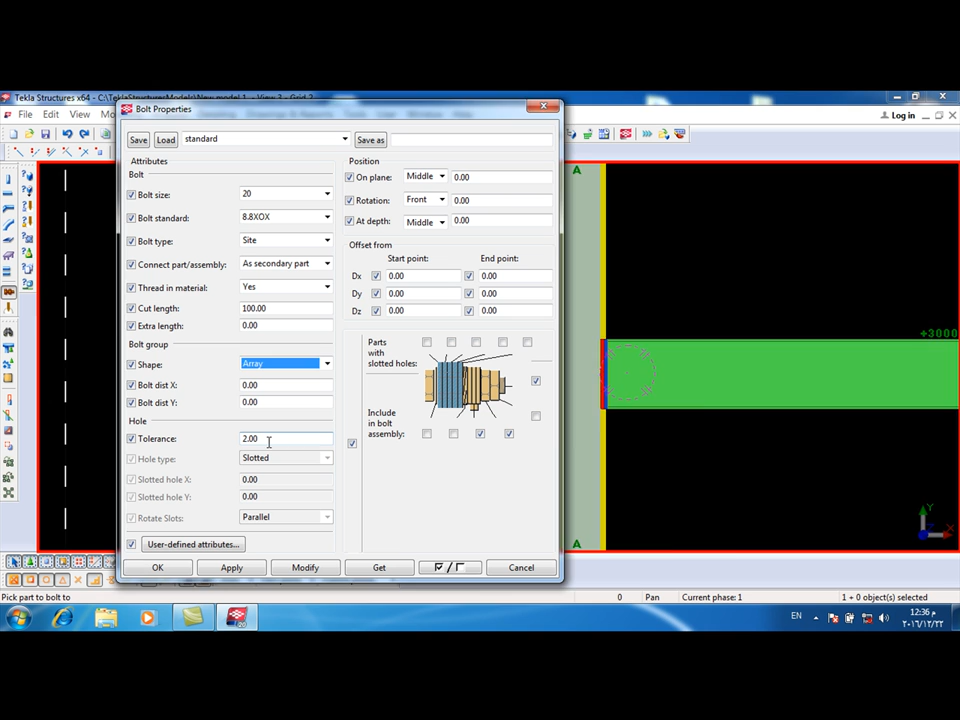 Tekla Structures x64 - C:\TeklaStructuresModels\New model 1 - View 3 - Grid 2
File Edit View Mo
Log in
Bolt Properties
Save Load standard Save as
Attributes
Bolt
Bolt size: 20
Bolt standard: 8.8XOX
Bolt type: Site
Connect part/assembly: As secondary part
Thread in material: Yes
Cut length: 100.00
Extra length: 0.00
Bolt group
Shape: Array
Bolt dist X: 0.00
Bolt dist Y: 0.00
Hole
Tolerance: 2.00
Hole type: Slotted
Slotted hole X: 0.00
Slotted hole Y: 0.00
Rotate Slots: Parallel
User-defined attributes...
Position
On plane: Middle 0.00
Rotation: Front 0.00
At depth: Middle 0.00
Offset from
Start point: End point:
Dx 0.00 0.00
Dy 0.00 0.00
Dz 0.00 0.00
Parts
with
slotted holes:
Include
in bolt
assembly:
OK Apply Modify Get / Cancel
A
+3000
Y
X
A
Pick part to bolt to 0 Pan Current phase: 1 1 + 0 object(s) selected
20
EN
12:36 م
٢٠١٦/١٢/٢٢